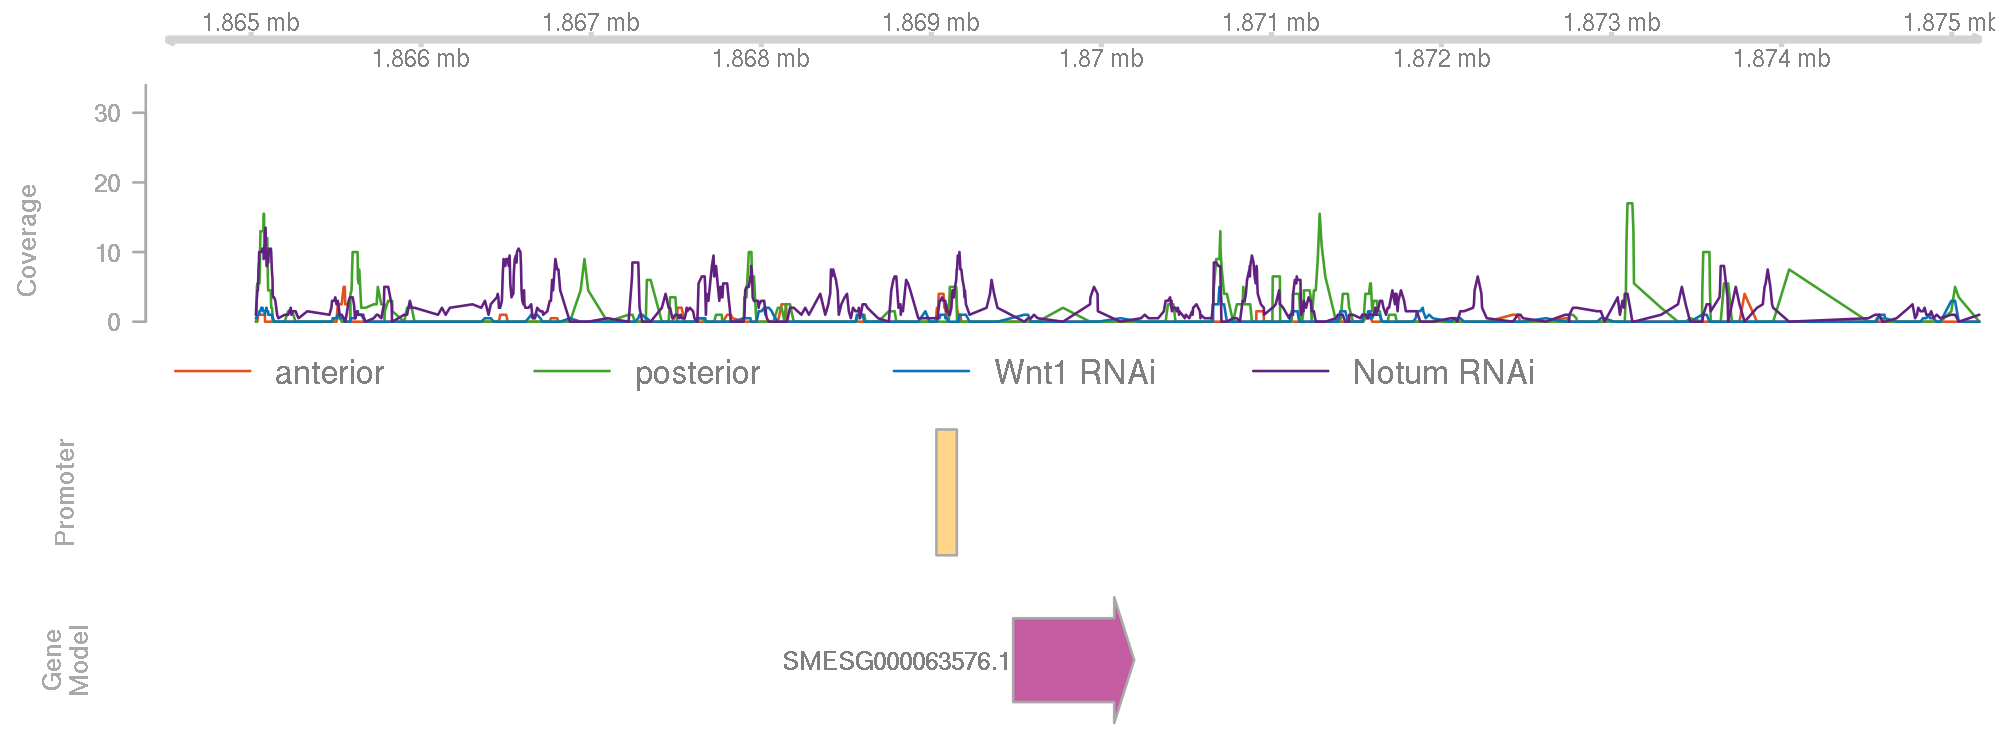 1.865 mb 1.867 mb 1.869 mb 1.871 mb 1.873 mb 1.875 mb
1.866 mb 1.868 mb 1.87 mb 1.872 mb 1.874 mb
30
20
10
0
Coverage
anterior posterior Wnt1 RNAi Notum RNAi
Promoter
0
Gene
Model
SMESG000063576.1